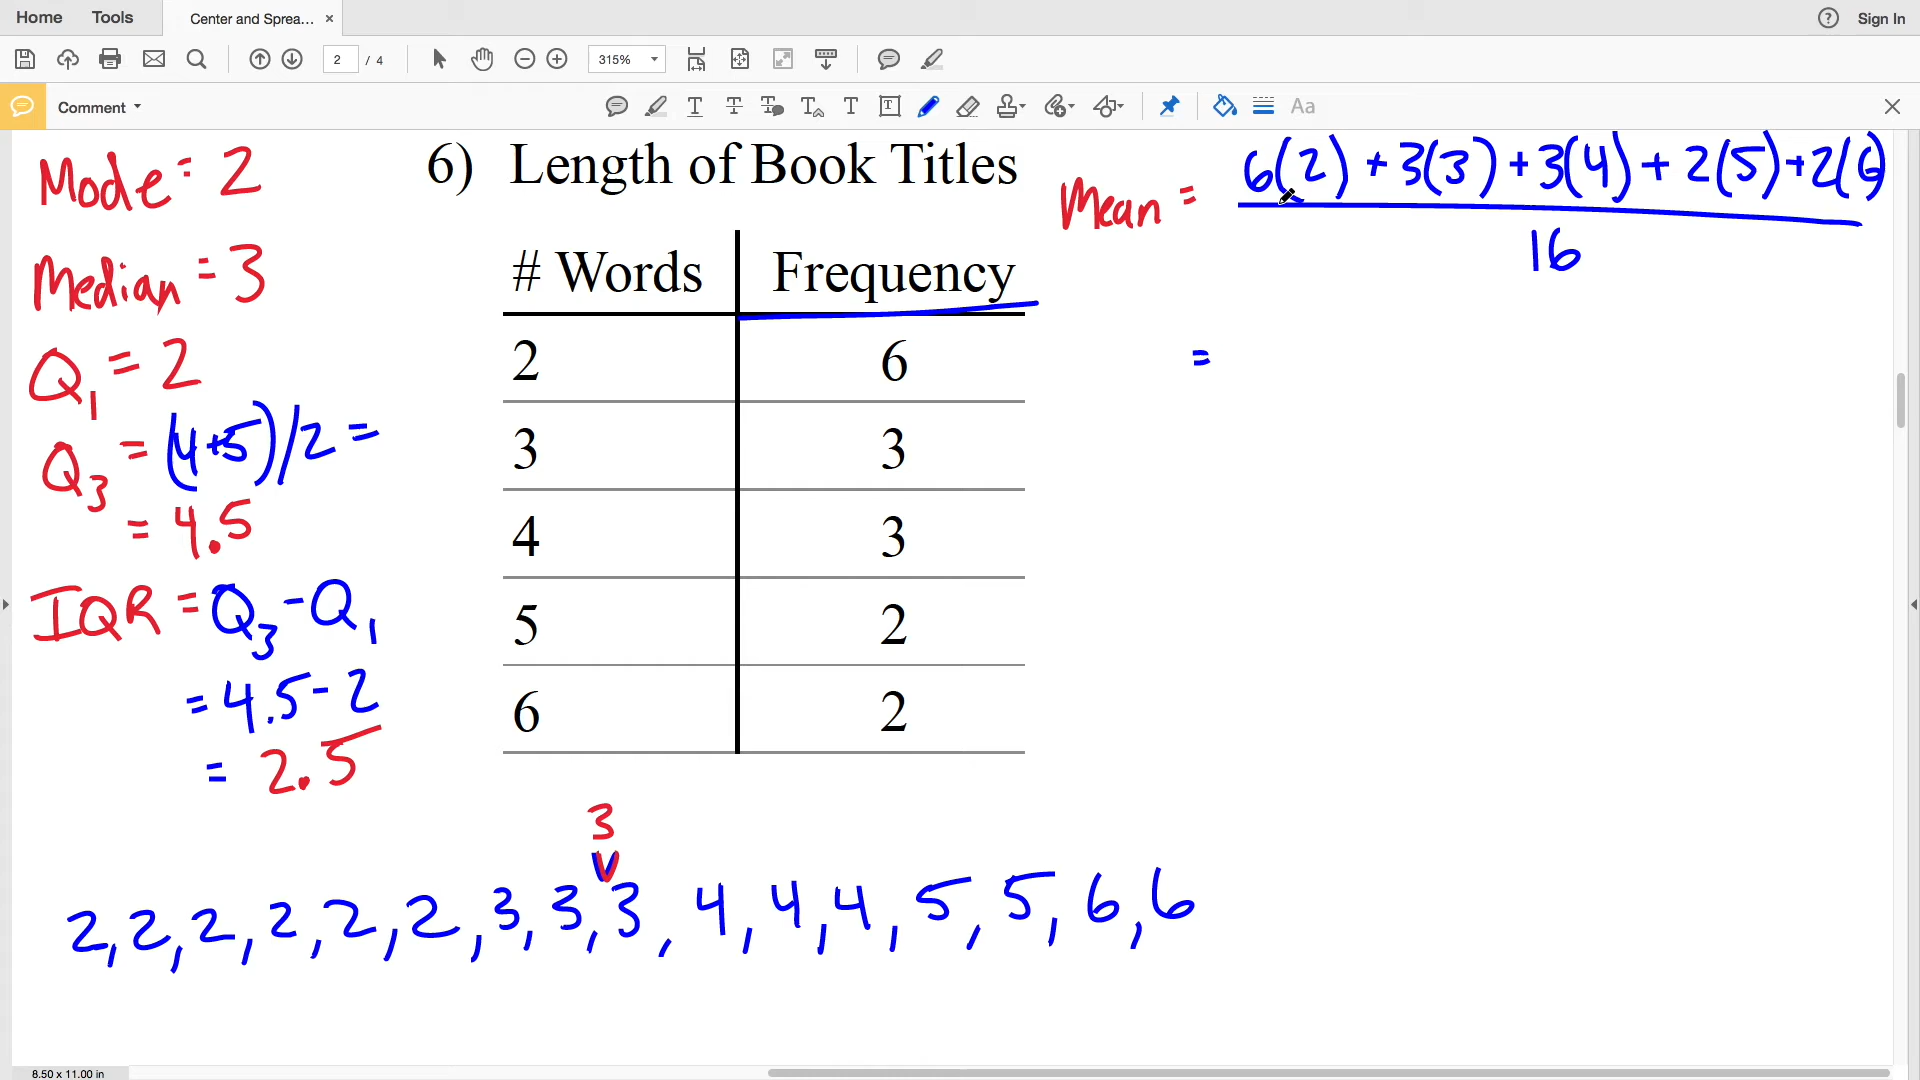 Home Tools Center and Sprea... × Sign In
2 / 4 315%
Comment Aa
Mode = 2
Median = 3
Q1 = 2
Q3 = (4+5)/2 =
= 4.5
IQR = Q3 - Q1
= 4.5 - 2
= 2.5
6) Length of Book Titles
# Words Frequency
2 6
3 3
4 3
5 2
6 2
Mean = 6(2) + 3(3) + 3(4) + 2(5) + 2(6)
16
=
3
2, 2, 2, 2, 2, 2, 3, 3, 3, 4, 4, 4, 5, 5, 6, 6
8.50 x 11.00 in